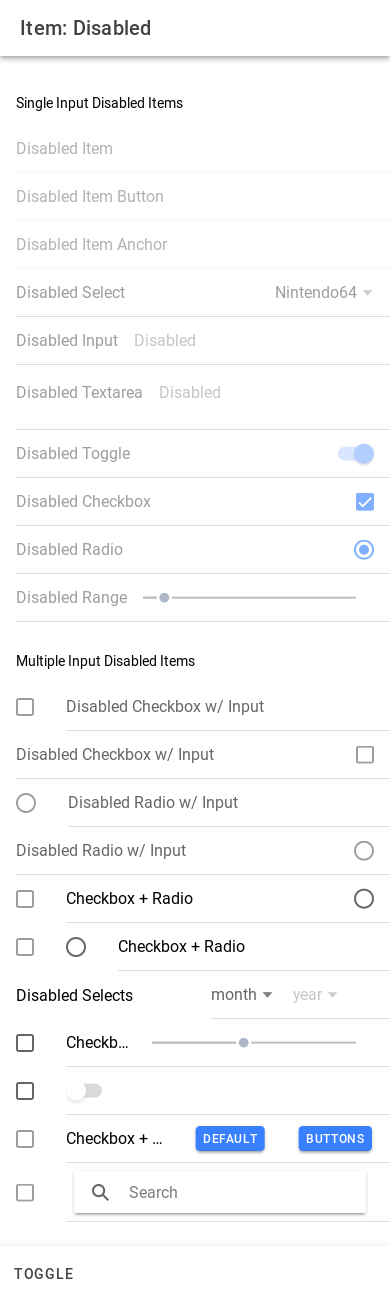 Item: Disabled
Single Input Disabled Items
Disabled Item
Disabled Item Button
Disabled Item Anchor
Disabled Select Nintendo64
Disabled Input Disabled
Disabled Textarea Disabled
Disabled Toggle
Disabled Checkbox
Disabled Radio
Disabled Range
Multiple Input Disabled Items
Disabled Checkbox w/ Input
Disabled Checkbox w/ Input
Disabled Radio w/ Input
Disabled Radio w/ Input
Checkbox + Radio
Checkbox + Radio
Disabled Selects month year
Checkb...
Checkbox + ... DEFAULT BUTTONS
Search
TOGGLE